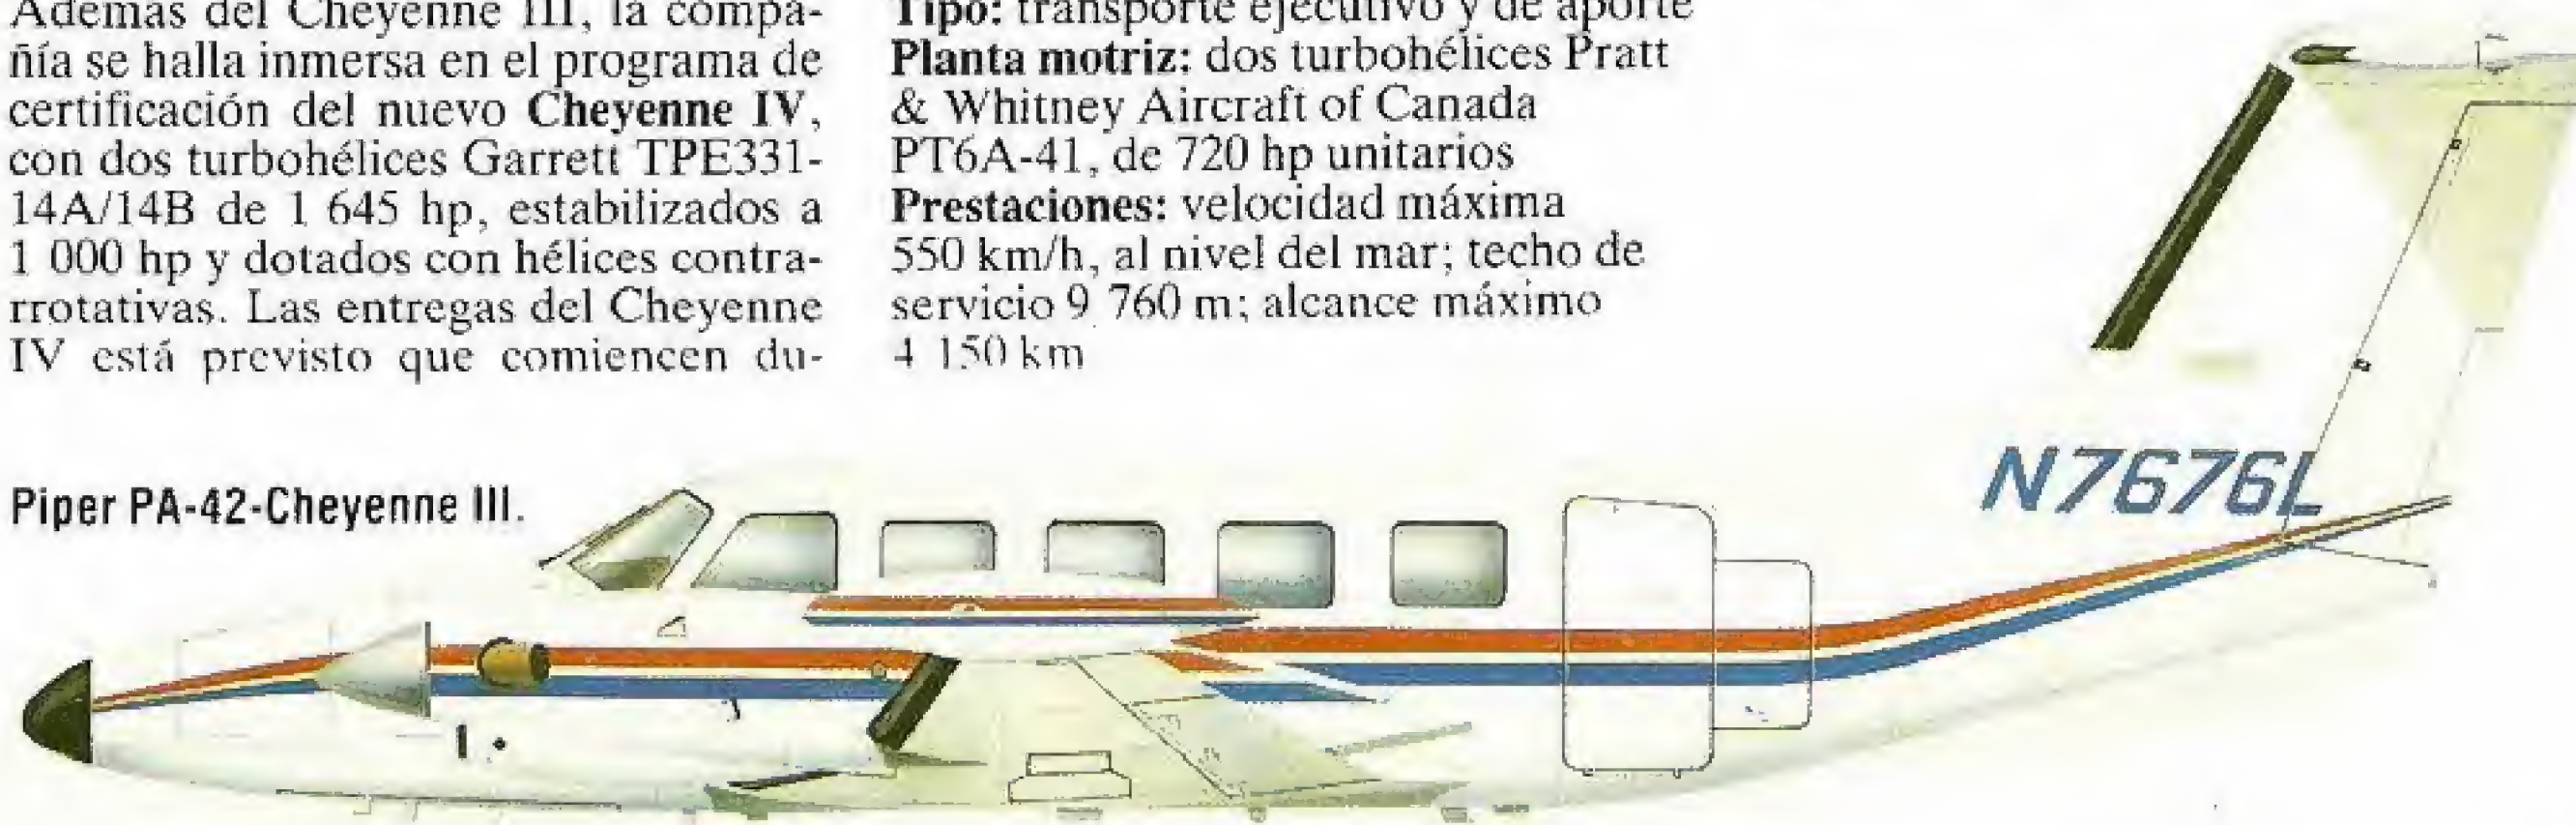 Además del Cheyenne III, la compa-
ñía se halla inmersa en el programa de
certificación del nuevo Cheyenne IV,
con dos turbohélices Garrett TPE331-
14A/14B de 1 645 hp, estabilizados a
1 000 hp y dotados con hélices contra-
rrotativas. Las entregas del Cheyenne
IV está previsto que comiencen du-
Tipo: transporte ejecutivo y de aporte
Planta motriz: dos turbohélices Pratt
& Whitney Aircraft of Canada
PT6A-41, de 720 hp unitarios
Prestaciones: velocidad máxima
550 km/h, al nivel del mar; techo de
servicio 9 760 m; alcance máximo
4 150 km
Piper PA-42-Cheyenne III.
N7676L